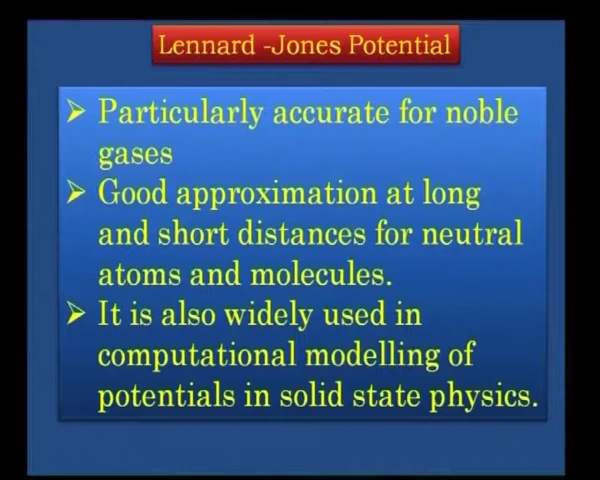 Lennard -Jones Potential
➢ Particularly accurate for noble
gases
➢ Good approximation at long
and short distances for neutral
atoms and molecules.
➢ It is also widely used in
computational modelling of
potentials in solid state physics.